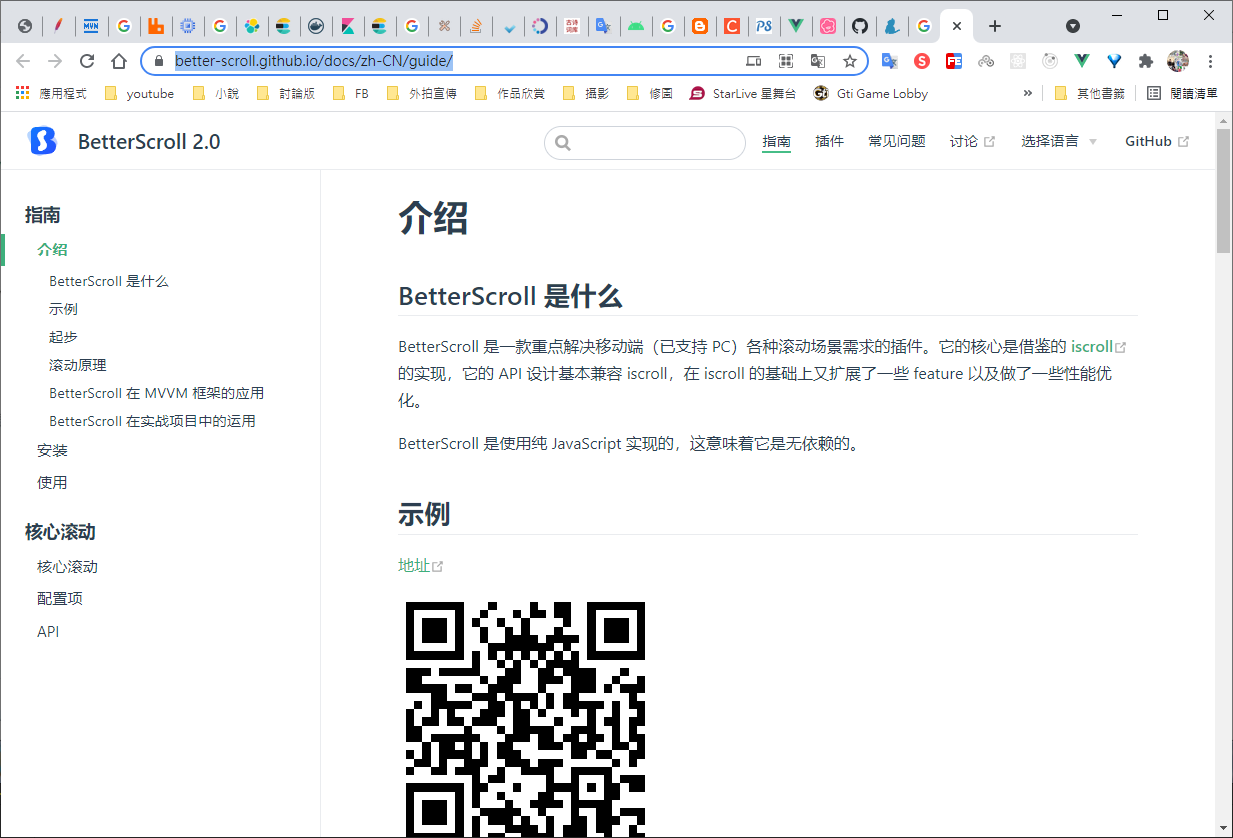 MVN
古诗
词库
C
PS
better-scroll.github.io/docs/zh-CN/guide/
S
FE
應用程式 youtube 小說 討論版 FB 外拍宣傳 作品欣賞 攝影 修圖 StarLive 星舞台 Gti Game Lobby » 其他書籤 閱讀清單
BetterScroll 2.0 指南 插件 常见问题 讨论 选择语言 GitHub
指南
介绍
BetterScroll 是什么
示例
起步
滚动原理
BetterScroll 在 MVVM 框架的应用
BetterScroll 在实战项目中的运用
安装
使用
核心滚动
核心滚动
配置项
API
介绍
BetterScroll 是什么
BetterScroll 是一款重点解决移动端（已支持 PC）各种滚动场景需求的插件。它的核心是借鉴的 iscroll
的实现，它的 API 设计基本兼容 iscroll，在 iscroll 的基础上又扩展了一些 feature 以及做了一些性能优
化。
BetterScroll 是使用纯 JavaScript 实现的，这意味着它是无依赖的。
示例
地址